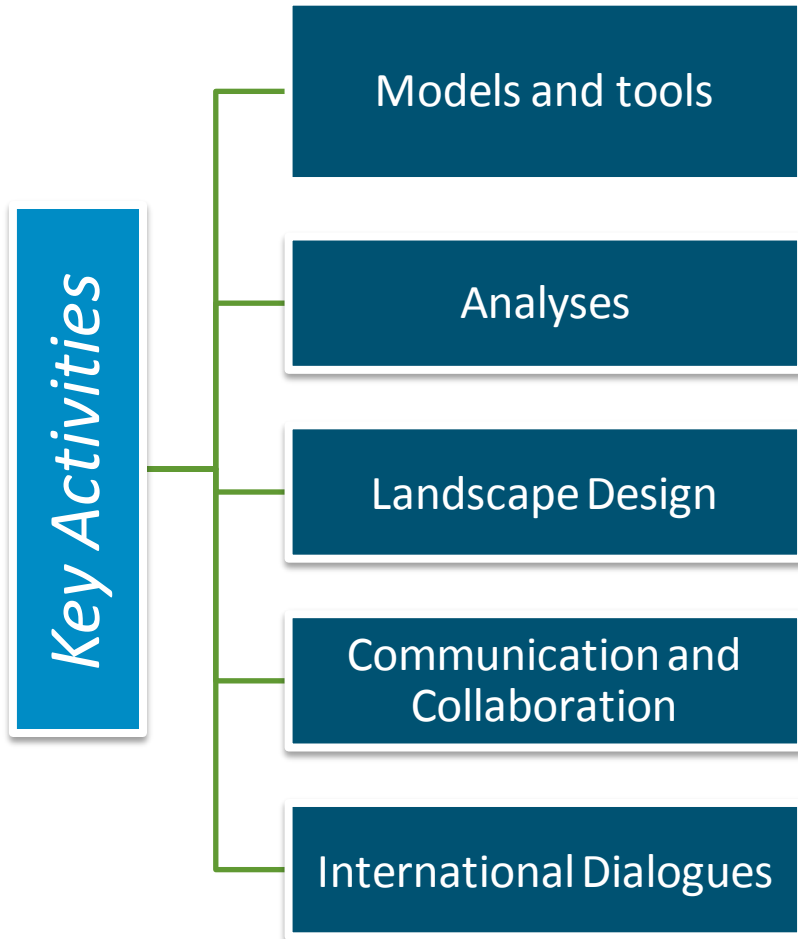 Key Activities
Models and tools
Analyses
Landscape Design
Communication and
Collaboration
International Dialogues